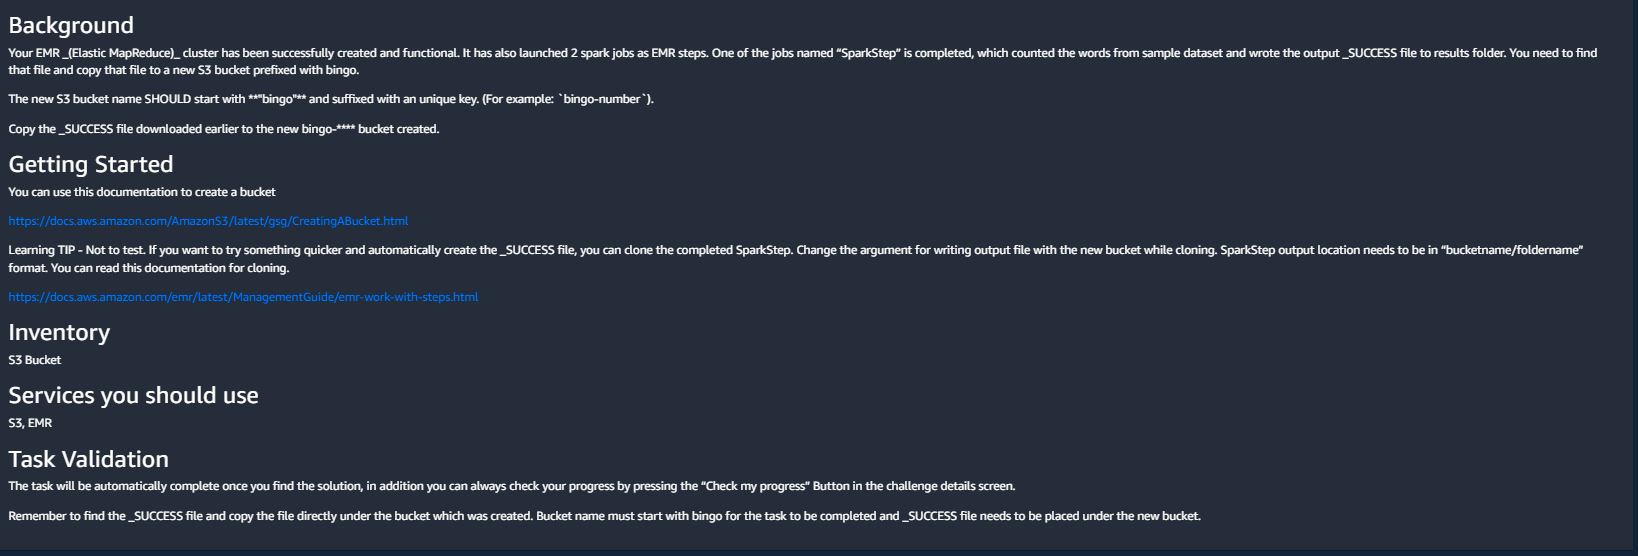 Background
Your EMR _(Elastic MapReduce)_ cluster has been successfully created and functional. It has also launched 2 spark jobs as EMR steps. One of the jobs named “SparkStep” is completed, which counted the words from sample dataset and wrote the output _SUCCESS file to results folder. You need to find
that file and copy that file to a new S3 bucket prefixed with bingo.
The new S3 bucket name SHOULD start with **"bingo"** and suffixed with an unique key. (For example: `bingo-number`).
Copy the _SUCCESS file downloaded earlier to the new bingo-**** bucket created.
Getting Started
You can use this documentation to create a bucket
https://docs.aws.amazon.com/AmazonS3/latest/gsg/CreatingABucket.html
Learning TIP - Not to test. If you want to try something quicker and automatically create the _SUCCESS file, you can clone the completed SparkStep. Change the argument for writing output file with the new bucket while cloning. SparkStep output location needs to be in “bucketname/foldername”
format. You can read this documentation for cloning.
https://docs.aws.amazon.com/emr/latest/ManagementGuide/emr-work-with-steps.html
Inventory
S3 Bucket
Services you should use
S3, EMR
Task Validation
The task will be automatically complete once you find the solution, in addition you can always check your progress by pressing the “Check my progress” Button in the challenge details screen.
Remember to find the _SUCCESS file and copy the file directly under the bucket which was created. Bucket name must start with bingo for the task to be completed and _SUCCESS file needs to be placed under the new bucket.